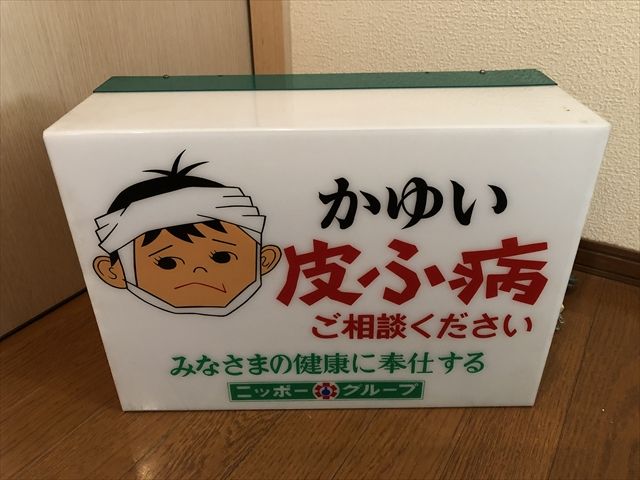 かゆい
皮ふ病
ご相談ください
みなさまの健康に奉仕する
ニッポー グループ